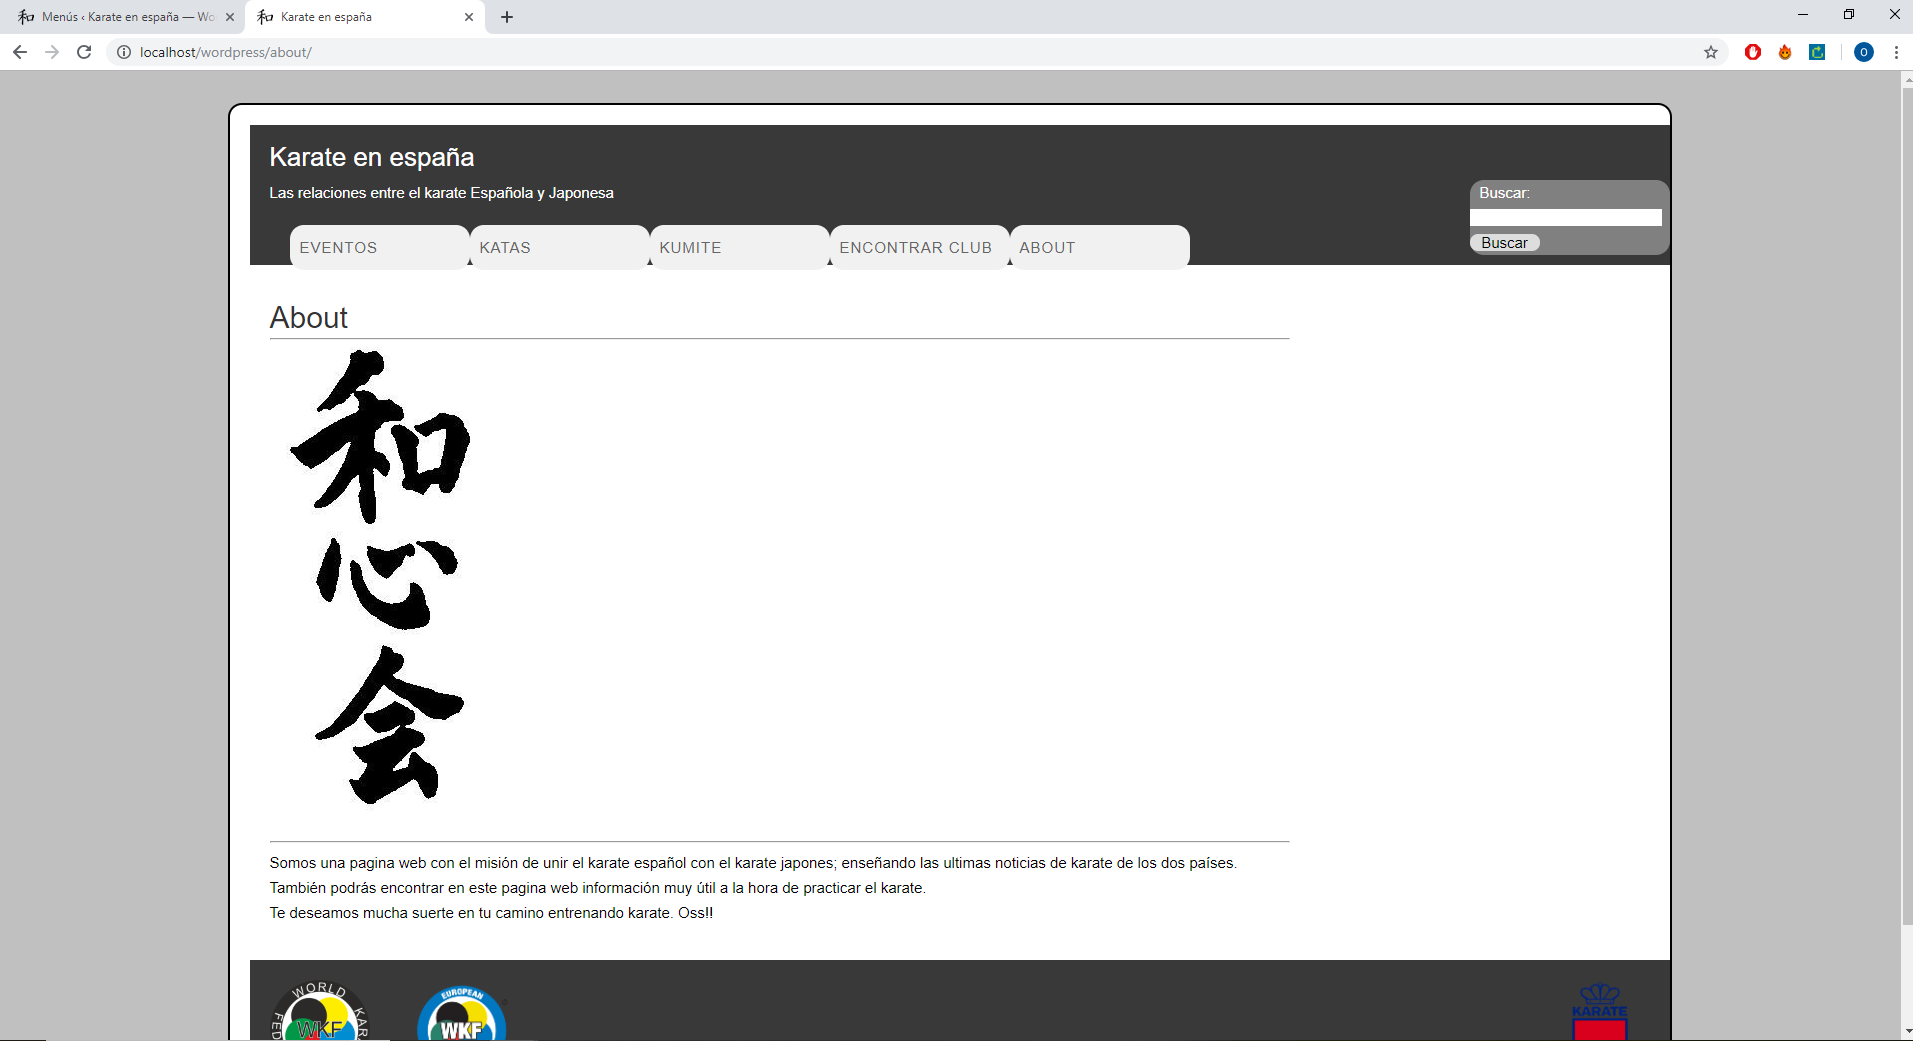 Menús ‹ Karate en españa — Wo
Karate en españa
localhost/wordpress/about/
O
Karate en españa
Las relaciones entre el karate Española y Japonesa
Buscar:
Buscar
EVENTOS
KATAS
KUMITE
ENCONTRAR CLUB
ABOUT
About
和
心
会
Somos una pagina web con el misión de unir el karate español con el karate japones; enseñando las ultimas noticias de karate de los dos países.
También podrás encontrar en este pagina web información muy útil a la hora de practicar el karate.
Te deseamos mucha suerte en tu camino entrenando karate. Oss!!
WORLD
WKF
EUROPEAN
WKF
KARATE